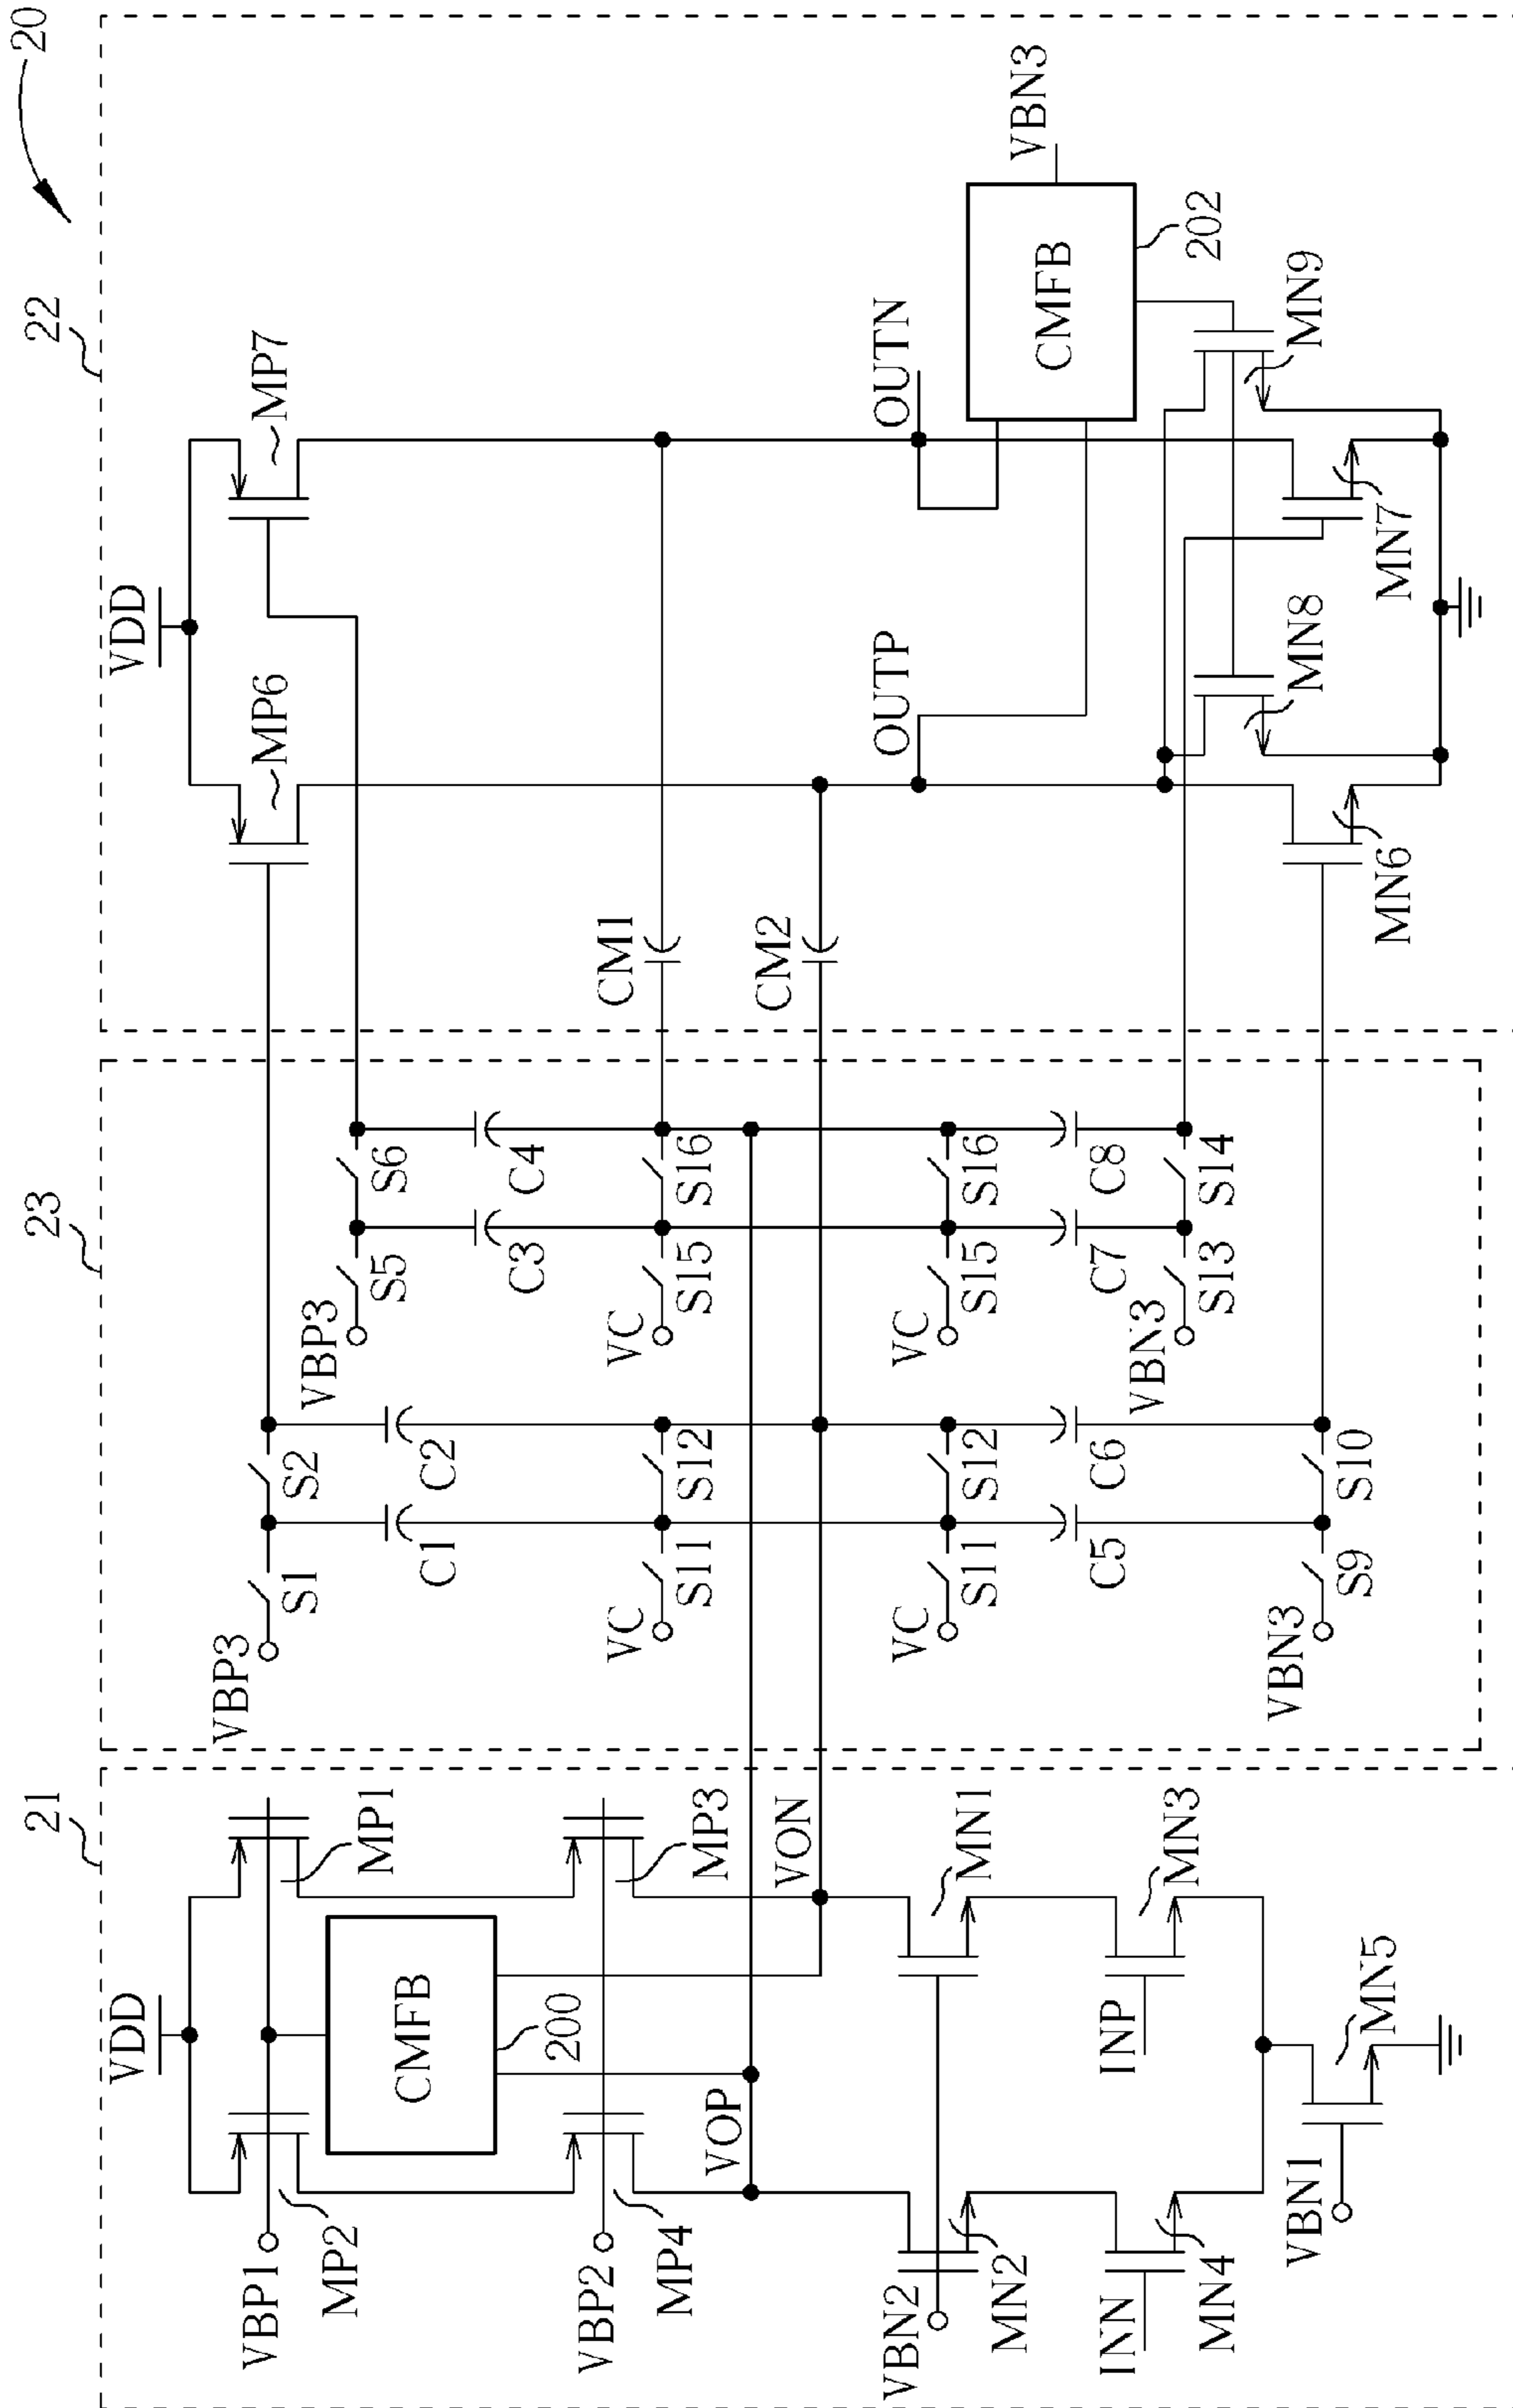 20
21
23
22
VDD
VDD
VBP1
MP2
MP1
CMFB
200
VBP2
MP4
MP3
VOP
VON
VBN2
MN2
MN1
INN
MN4
INP
MN3
VBN1
MN5
VBP3
S1
S2
VBP3
S5
S6
C1
C2
C3
C4
VC
S11
S12
VC
S15
S16
VC
S11
S12
VC
S15
S16
C5
C6
C7
C8
VBN3
S9
S10
VBN3
S13
S14
MP6
MP7
CM1
CM2
OUTP
OUTN
CMFB
VBN3
202
MN6
MN8
MN7
MN9